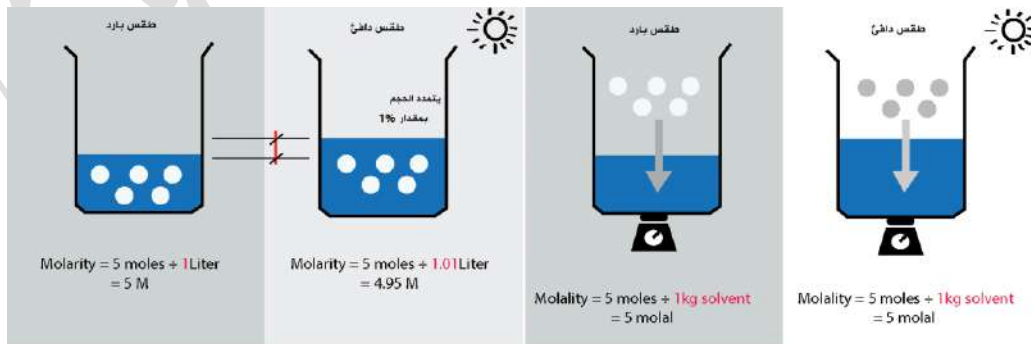 طقس بارد
طقس دافئ
يتمدد الحجم
بمقدار 1%
Molarity = 5 moles ÷ 1Liter
= 5 M
Molarity = 5 moles ÷ 1.01Liter
= 4.95 M
طقس بارد
طقس دافئ
Molality = 5 moles ÷ 1kg solvent
= 5 molal
Molality = 5 moles ÷ 1kg solvent
= 5 molal